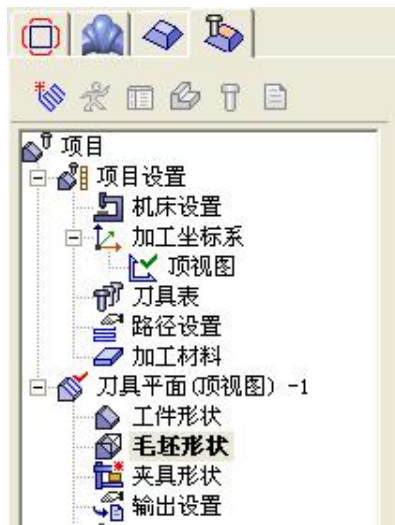 项目
项目设置
机床设置
加工坐标系
顶视图
刀具表
路径设置
加工材料
刀具平面(顶视图) -1
工件形状
毛坯形状
夹具形状
输出设置